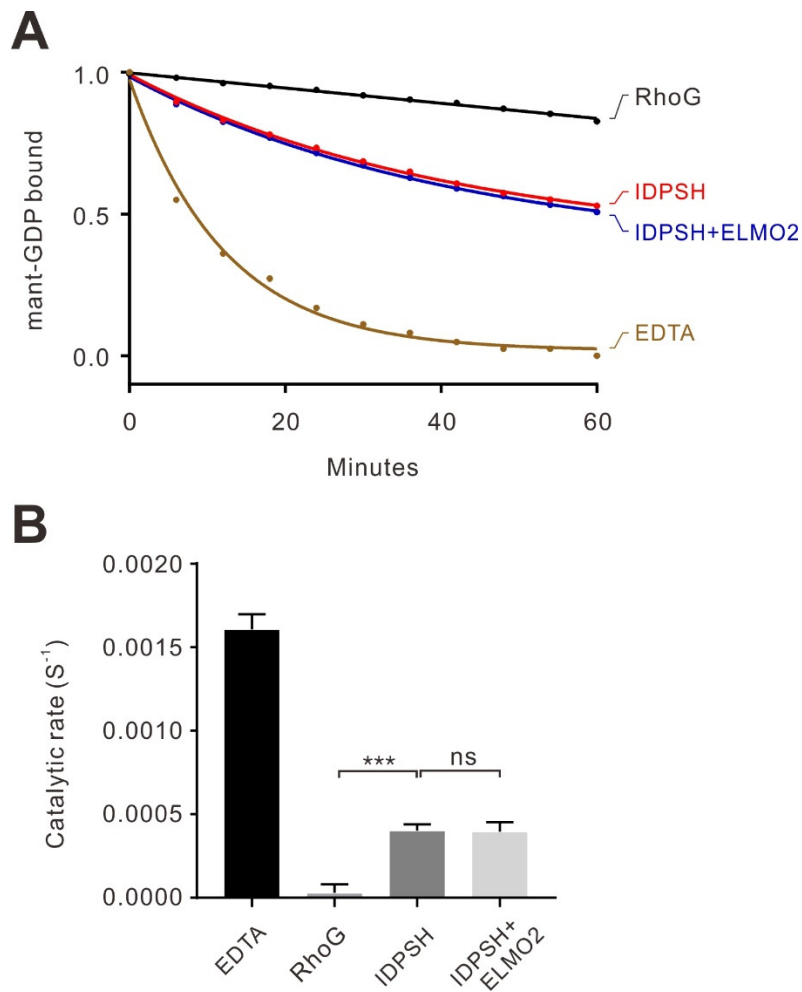 A
1.0
0.5
0.0
mant-GDP bound
RhoG
IDPSH
IDPSH+ELMO2
EDTA
0 20 40 60
Minutes
B
0.0020
0.0015
0.0010
0.0005
0.0000
Catalytic rate (S⁻¹)
*** ns
EDTA
RhoG
IDPSH
IDPSH+
ELMO2